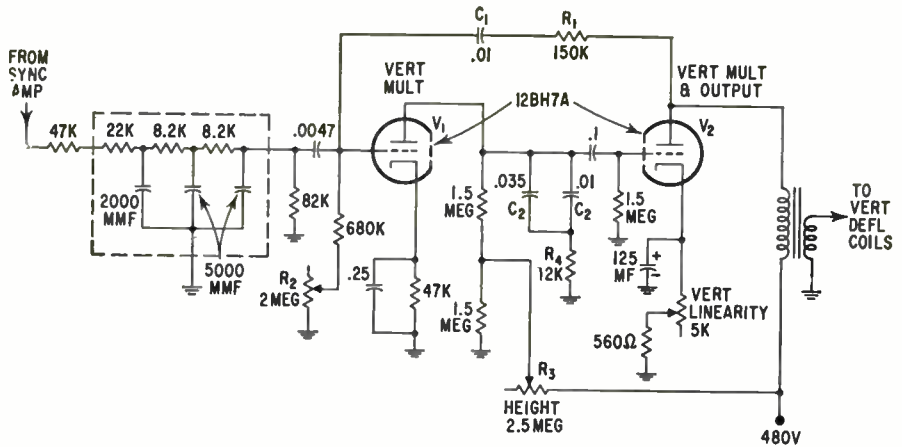 FROM
SYNC
AMP
47K
22K
8.2K
8.2K
2000
MMF
5000
MMF
.0047
82K
680K
R2
2 MEG
C1
.01
R1
150K
VERT
MULT
V1
12BH7A
VERT MULT
& OUTPUT
V2
.25
47K
1.5
MEG
1.5
MEG
.035
C2
.01
C2
.1
1.5
MEG
R4
12K
125
MF
+
-
VERT
LINEARITY
5K
560Ω
R3
HEIGHT
2.5 MEG
480V
TO
VERT
DEFL
COILS